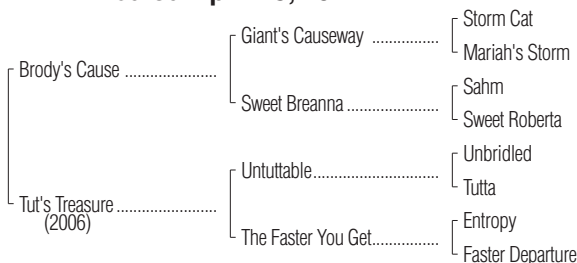 Storm Cat
Giant's Causeway ..................
Mariah's Storm
Brody's Cause .........................
Sahm
Sweet Breanna .........................
Sweet Roberta
Unbridled
Untuttable.................................
Tutta
Tut's Treasure ...........................
(2006)
Entropy
The Faster You Get..................
Faster Departure